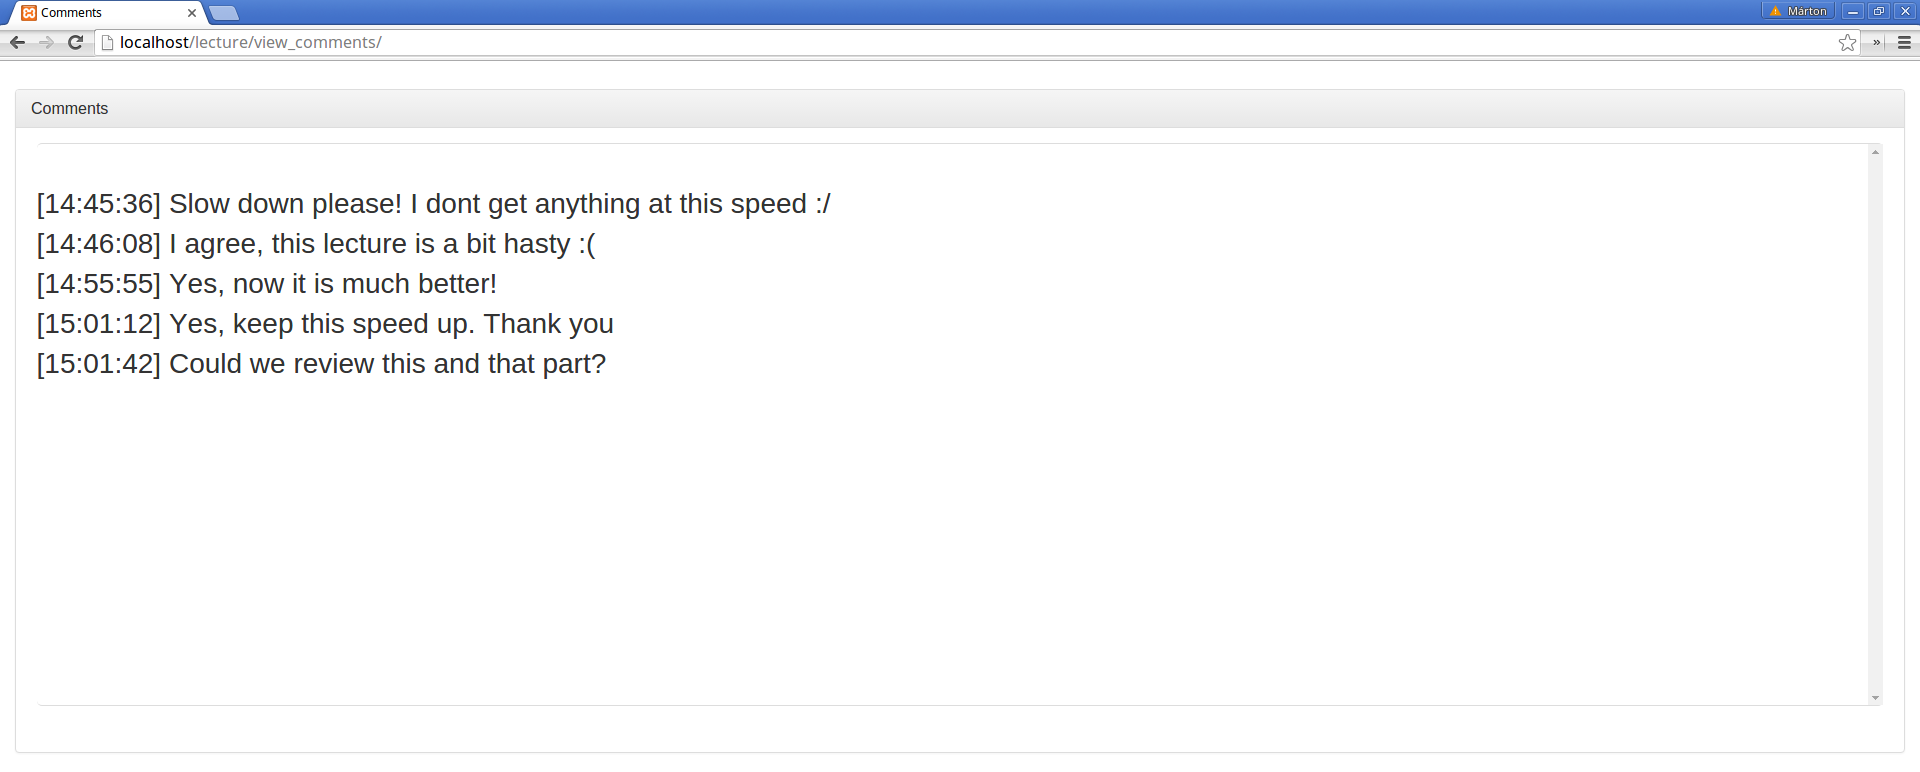 Comments
Márton
localhost/lecture/view_comments/
»
Comments
[14:45:36] Slow down please! I dont get anything at this speed :/
[14:46:08] I agree, this lecture is a bit hasty :(
[14:55:55] Yes, now it is much better!
[15:01:12] Yes, keep this speed up. Thank you
[15:01:42] Could we review this and that part?